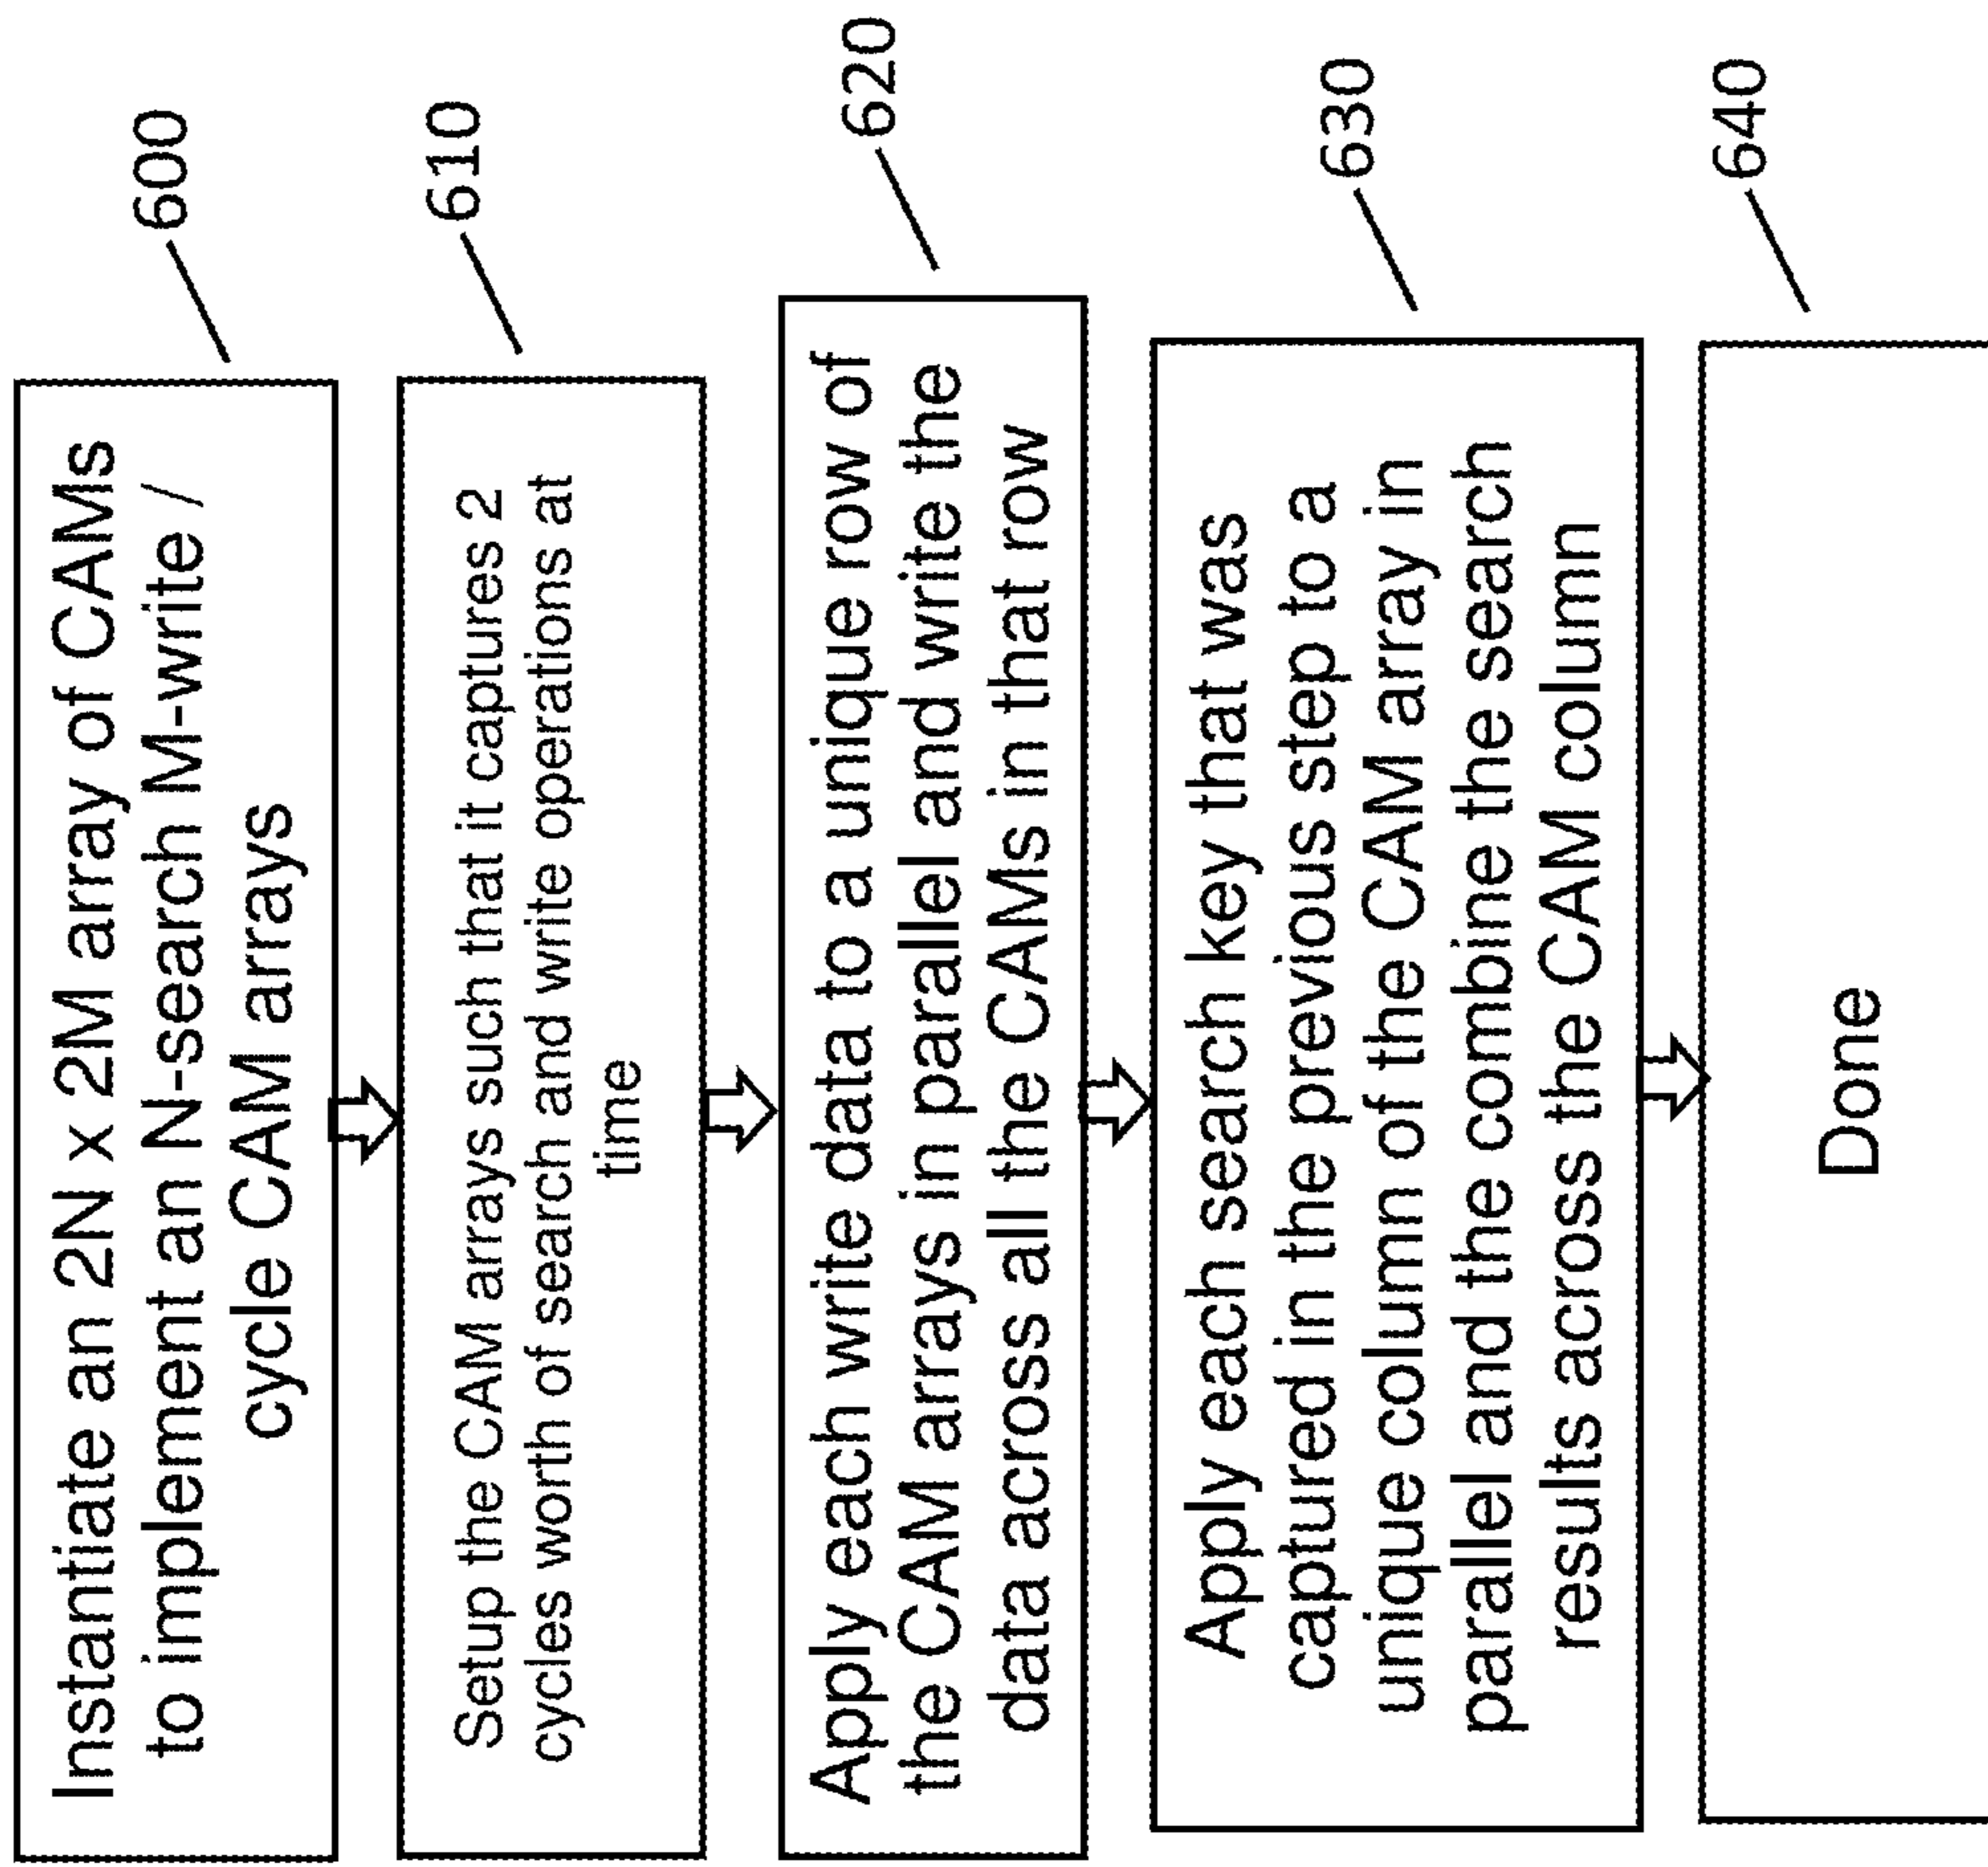 Instantiate an 2N x 2M array of CAMs
to implement an N-search M-write /
cycle CAM arrays
600
Setup the CAM arrays such that it captures 2
cycles worth of search and write operations at
time
610
Apply each write data to a unique row of
the CAM arrays in parallel and write the
data across all the CAMs in that row
620
Apply each search key that was
captured in the previous step to a
unique column of the CAM array in
parallel and the combine the search
results across the CAM column
630
Done
640